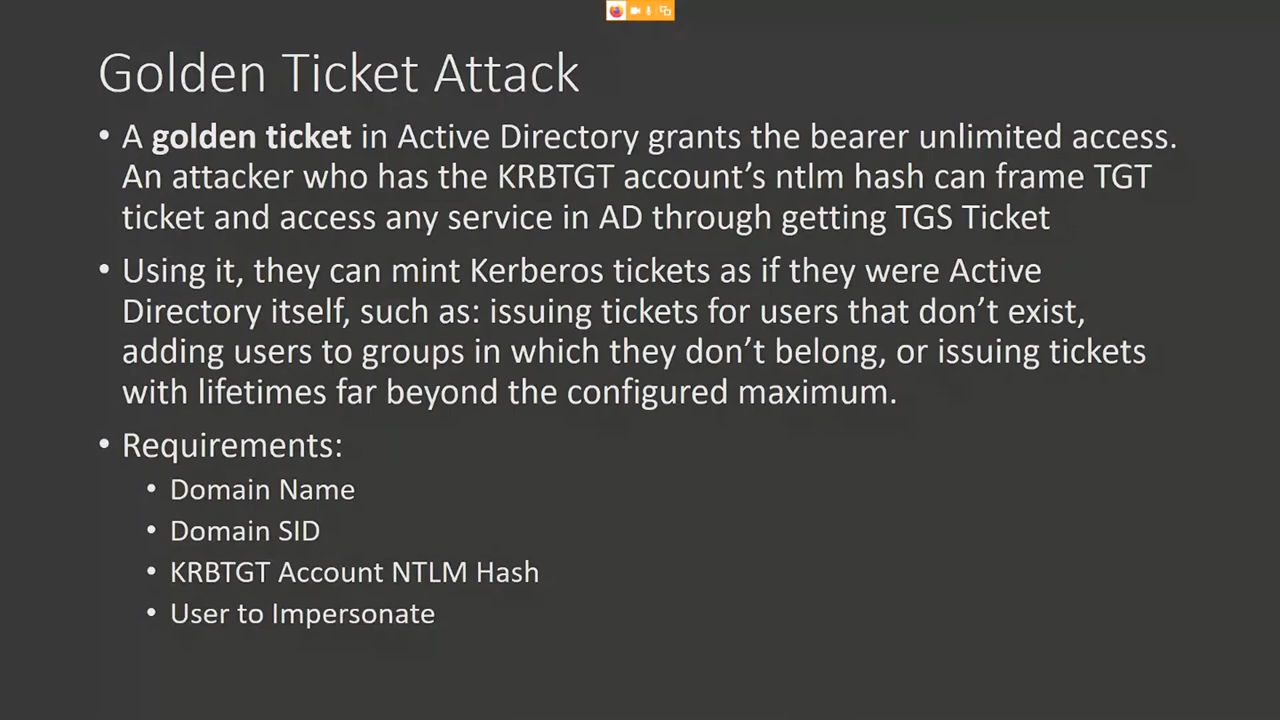 Golden Ticket Attack
• A golden ticket in Active Directory grants the bearer unlimited access.
An attacker who has the KRBTGT account’s ntlm hash can frame TGT
ticket and access any service in AD through getting TGS Ticket
• Using it, they can mint Kerberos tickets as if they were Active
Directory itself, such as: issuing tickets for users that don’t exist,
adding users to groups in which they don’t belong, or issuing tickets
with lifetimes far beyond the configured maximum.
• Requirements:
• Domain Name
• Domain SID
• KRBTGT Account NTLM Hash
• User to Impersonate